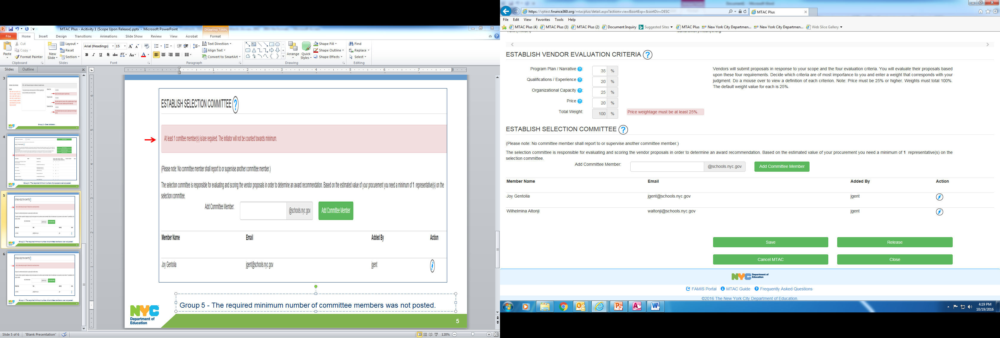 MTAC Plus - Acitivity 1 (Scope Upon Release).pptx - Microsoft PowerPoint
Drawing Tools
File Home Insert Design Transitions Animations Slide Show Review View Acrobat Format
Paste
Cut
Copy
Format Painter
Clipboard
New
Slide
Layout
Reset
Section
Slides
Arial (Headings) 15
B I U S abc AV Aa A
Font
Text Direction
Align Text
Convert to SmartArt
Paragraph
Arrange
Quick
Styles
Shape Fill
Shape Outline
Shape Effects
Drawing
Find
Replace
Select
Editing
Slides Outline
3
4
5
6
ESTABLISH SELECTION COMMITTEE ?
At least 1 comittee member(s) is/are required. The initiator will not be counted towards minimum.
(Please note: No committee member shall report to or supervise another committee member.)
The selection committee is responsible for evaluating and scoring the vendor proposals in order to determine an award recommendation. Based on the estimated value of your procurement you need a minimum of 1 representative(s) on the
selection committee.
Add Committee Member: @schools.nyc.gov Add Committee Member
Member Name Email Added By Action
Joy Gentolia jgent@schools.nyc.gov jgent
Group 5 - The required minimum number of committee members was not posted.
NYC
Department of
Education
5
Slide 5 of 6 "Blank Presentation" 120%
https://vptest.finance360.org/mtacplus/detail.aspx?action=view&sortExp=&sortDir=DESC
MTAC Plus
File Edit View Favorites Tools Help
MTAC Plus (4) MTAC Plus (3) MTAC Plus (2) Document Inquiry Suggested Sites MTAC Plus New York City Departmen... New York City Departmen... Web Slice Gallery
ESTABLISH VENDOR EVALUATION CRITERIA ?
Program Plan / Narrative ?: 35 %
Qualifications / Experience ?: 20 %
Organizational Capacity ?: 25 %
Price ?: 20 %
Total Weight: 100 % Price weightage must be at least 25%.
Vendors will submit proposals in response to your scope and the four evaluation criteria. You will evaluate their proposals based
upon these four requirements. Decide which criteria are of most importance to you and enter a weight that corresponds with your
judgment. Do a mouse over to view a definition of each criterion. Note: Price must be 25% or higher. Weights must total 100%.
The default weight value for each is 25%.
ESTABLISH SELECTION COMMITTEE ?
(Please note: No committee member shall report to or supervise another committee member.)
The selection committee is responsible for evaluating and scoring the vendor proposals in order to determine an award recommendation. Based on the estimated value of your procurement you need a minimum of 1 representative(s) on the
selection committee.
Add Committee Member: @schools.nyc.gov Add Committee Member
Member Name Email Added By Action
Joy Gentolia jgent@schools.nyc.gov jgent
Wilhelmina Altonji waltonji@schools.nyc.gov jgent
Save Release
Cancel MTAC Close
NYC Department of
Education
FAMIS Portal MTAC Guide Frequently Asked Questions
©2016 The New York City Department of Education.
4:19 PM
10/19/2016